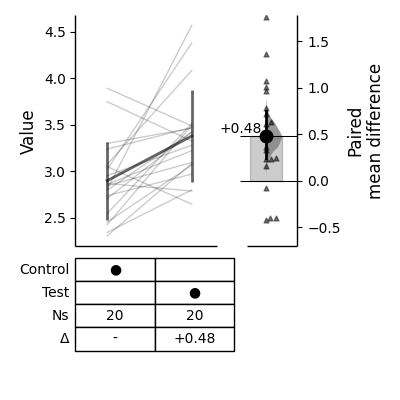 4.5
4.0
3.5
3.0
2.5
Value
+0.48
1.5
1.0
0.5
0.0
−0.5
Paired
mean difference
Control ●
Test ●
Ns 20 20
Δ - +0.48